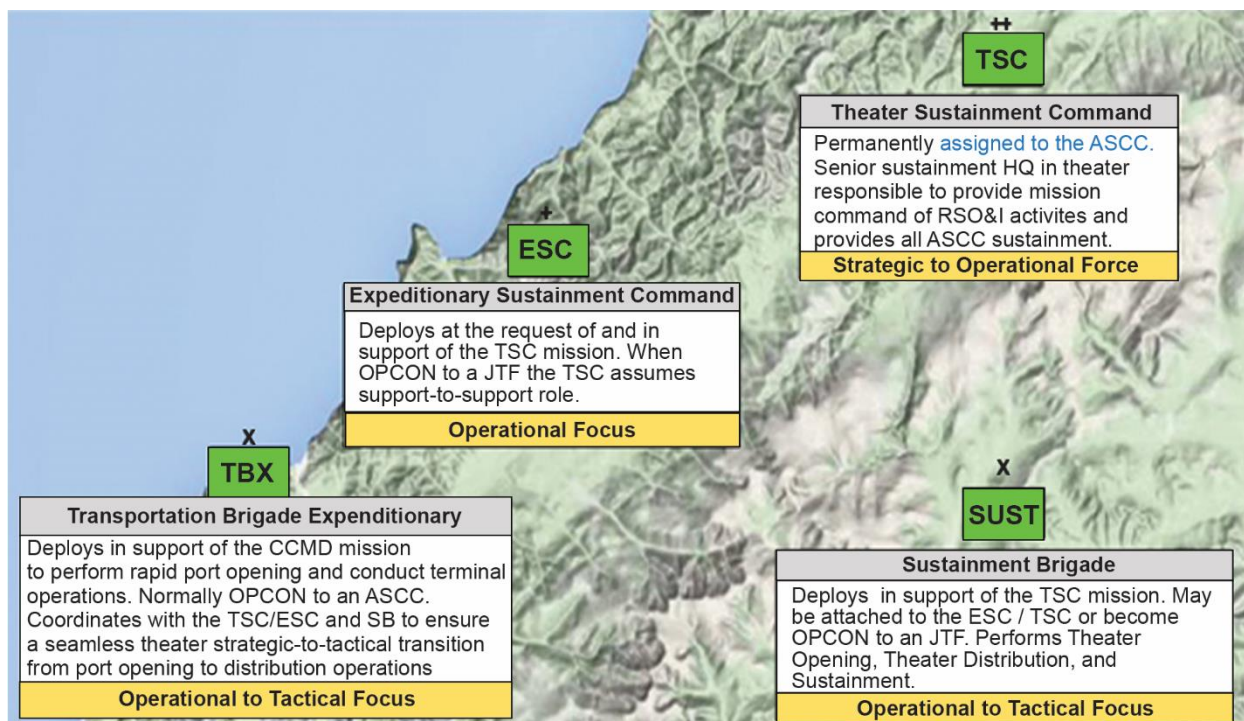 ++
TSC
Theater Sustainment Command
Permanently assigned to the ASCC.
Senior sustainment HQ in theater
responsible to provide mission
command of RSO&I activites and
provides all ASCC sustainment.
Strategic to Operational Force
+
ESC
Expeditionary Sustainment Command
Deploys at the request of and in
support of the TSC mission. When
OPCON to a JTF the TSC assumes
support-to-support role.
Operational Focus
X
TBX
Transportation Brigade Expenditionary
Deploys in support of the CCMD mission
to perform rapid port opening and conduct terminal
operations. Normally OPCON to an ASCC.
Coordinates with the TSC/ESC and SB to ensure
a seamless theater strategic-to-tactical transition
from port opening to distribution operations
Operational to Tactical Focus
X
SUST
Sustainment Brigade
Deploys in support of the TSC mission. May
be attached to the ESC / TSC or become
OPCON to an JTF. Performs Theater
Opening, Theater Distribution, and
Sustainment.
Operational to Tactical Focus